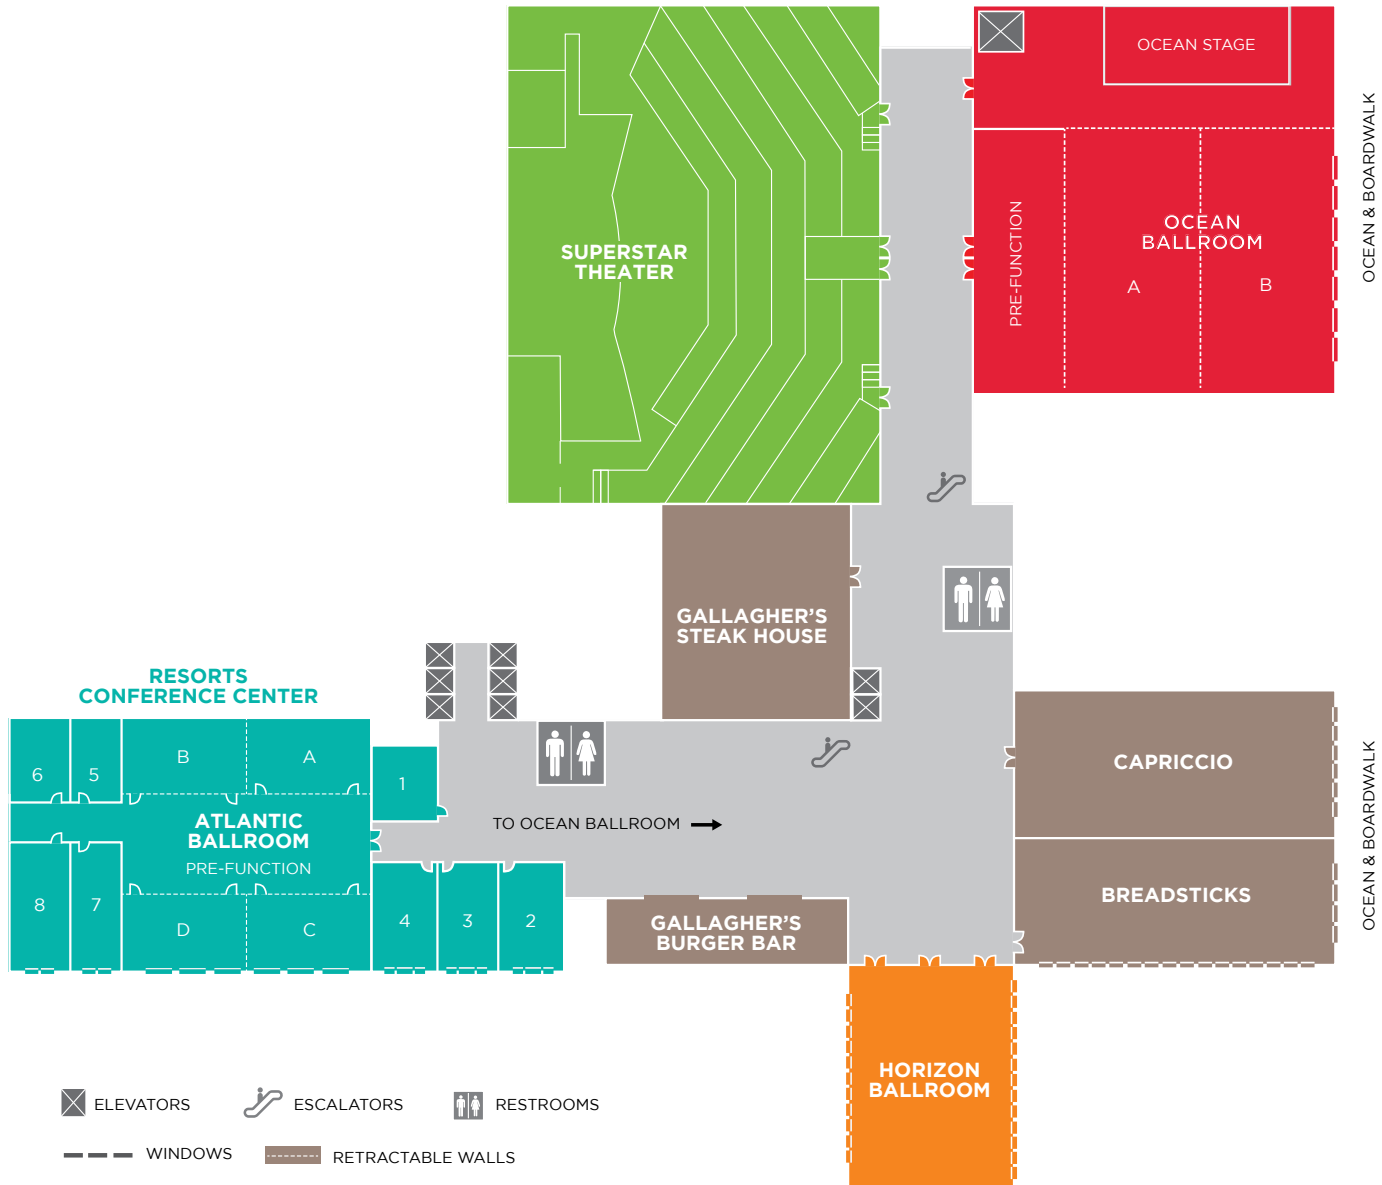 OCEAN STAGE
OCEAN & BOARDWALK
SUPERSTAR
THEATER
PRE-FUNCTION
OCEAN
BALLROOM
A
B
GALLAGHER'S
STEAK HOUSE
RESORTS
CONFERENCE CENTER
6
5
B
A
1
ATLANTIC
BALLROOM
PRE-FUNCTION
8
7
D
C
4
3
2
TO OCEAN BALLROOM
CAPRICCIO
BREADSTICKS
OCEAN & BOARDWALK
GALLAGHER'S
BURGER BAR
HORIZON
BALLROOM
ELEVATORS
ESCALATORS
RESTROOMS
WINDOWS
RETRACTABLE WALLS